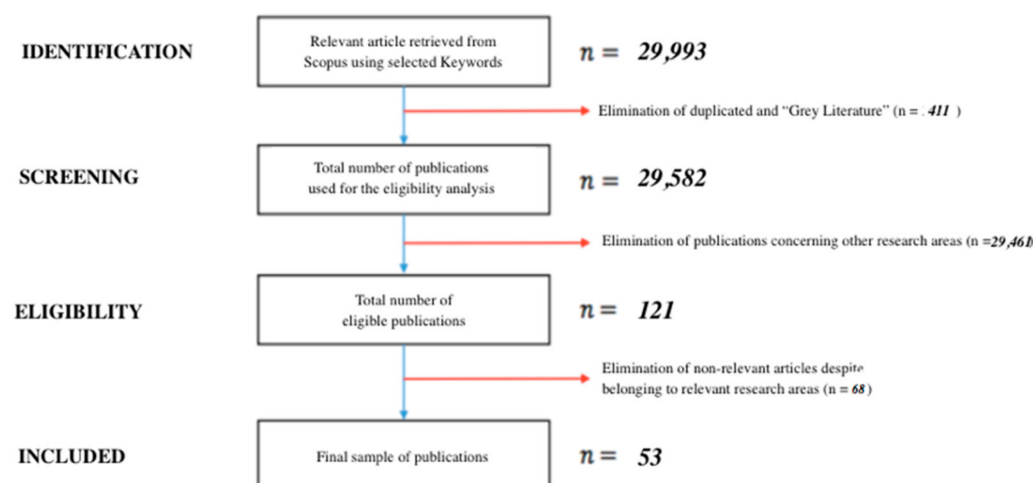 IDENTIFICATION
Relevant article retrieved from
Scopus using selected Keywords
n = 29,993
Elimination of duplicated and “Grey Literature” (n = 411 )
SCREENING
Total number of publications
used for the eligibility analysis
n = 29,582
Elimination of publications concerning other research areas (n =29,461)
ELIGIBILITY
Total number of
eligible publications
n = 121
Elimination of non-relevant articles despite
belonging to relevant research areas (n = 68)
INCLUDED
Final sample of publications
n = 53